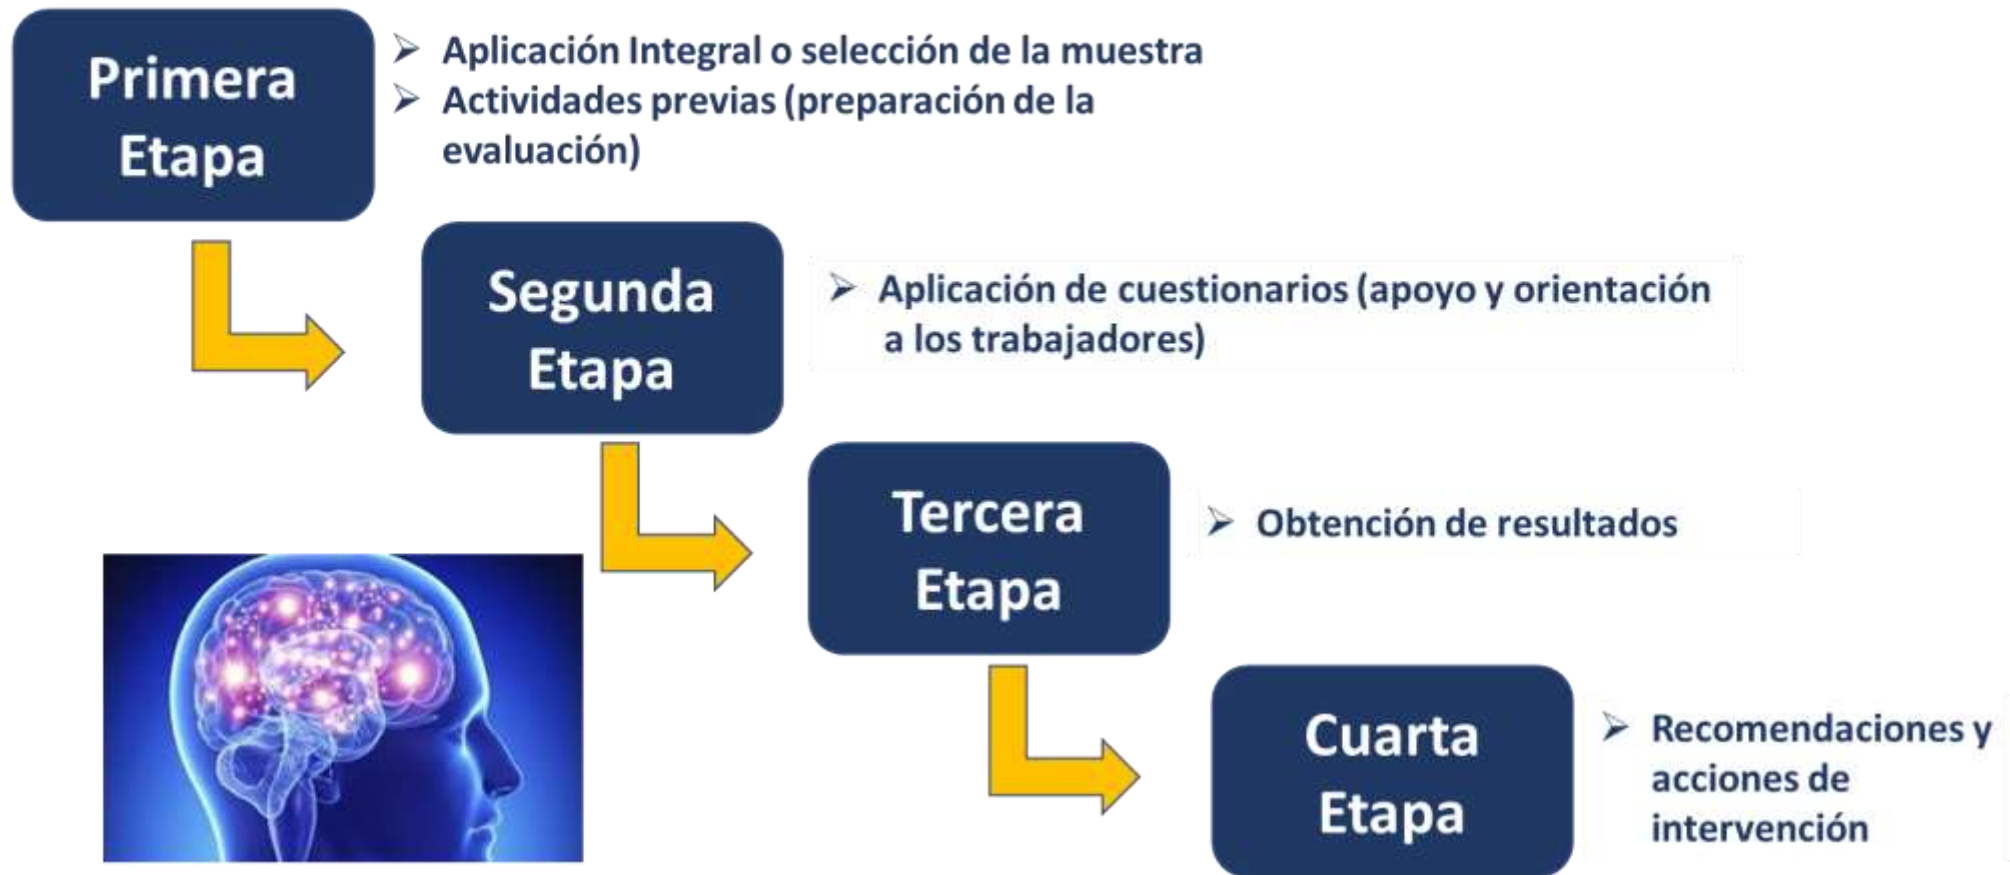 Primera
Etapa
➢ Aplicación Integral o selección de la muestra
➢ Actividades previas (preparación de la
evaluación)
Segunda
Etapa
➢ Aplicación de cuestionarios (apoyo y orientación
a los trabajadores)
Tercera
Etapa
➢ Obtención de resultados
Cuarta
Etapa
➢ Recomendaciones y
acciones de
intervención